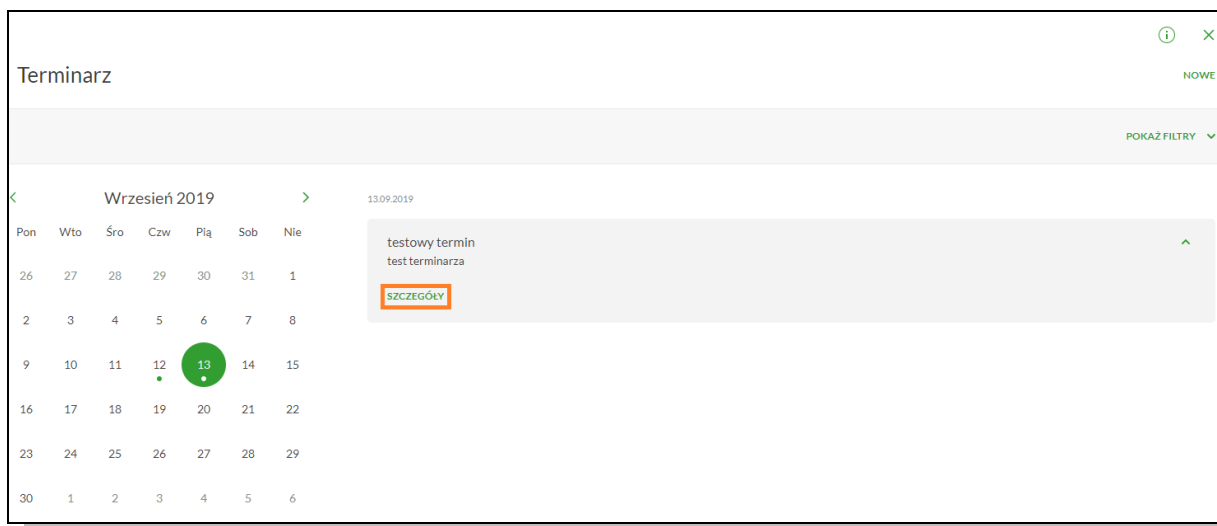 Terminarz
NOWE
POKAŻ FILTRY
Wrzesień 2019
Pon Wto Śro Czw Pią Sob Nie
26 27 28 29 30 31 1
2 3 4 5 6 7 8
9 10 11 12 13 14 15
16 17 18 19 20 21 22
23 24 25 26 27 28 29
30 1 2 3 4 5 6
13.09.2019
testowy termin
test terminarza
SZCZEGÓŁY